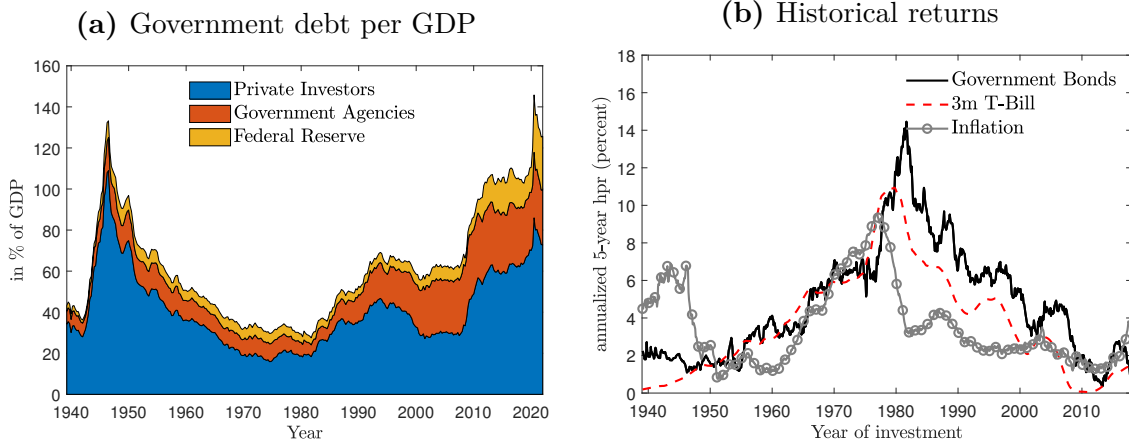 (a) Government debt per GDP
160
140
120
100
80
60
40
20
0
in % of GDP
Private Investors
Government Agencies
Federal Reserve
1940 1950 1960 1970 1980 1990 2000 2010 2020
Year
(b) Historical returns
18
16
14
12
10
8
6
4
2
0
annualized 5-year hpr (percent)
Government Bonds
3m T-Bill
Inflation
1940 1950 1960 1970 1980 1990 2000 2010
Year of investment